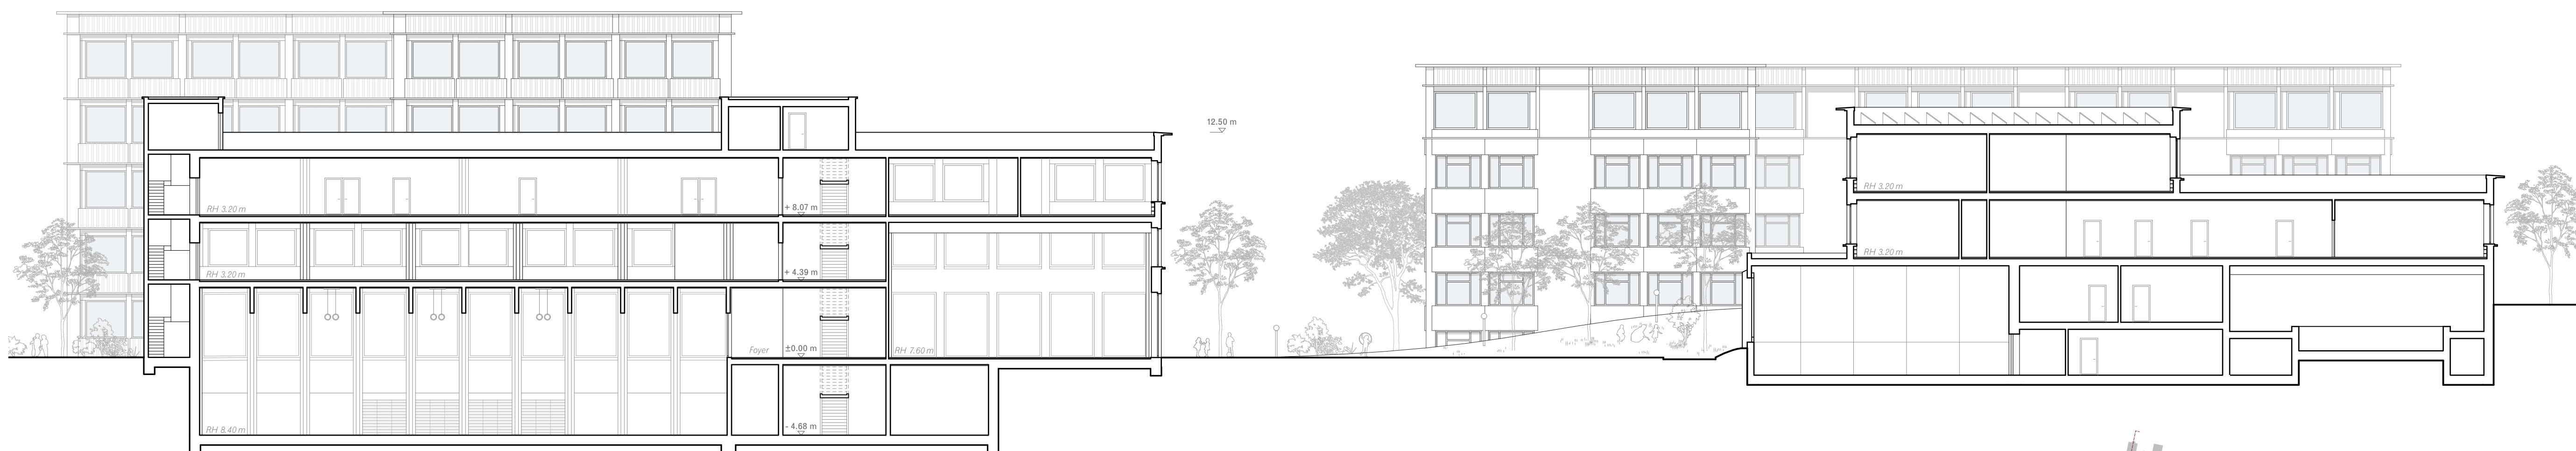 12.50 m
RH 3.20 m
+ 8.07 m
RH 3.20 m
+ 4.39 m
Foyer
±0.00 m
RH 7.60 m
RH 8.40 m
- 4.68 m
RH 3.20 m
RH 3.20 m